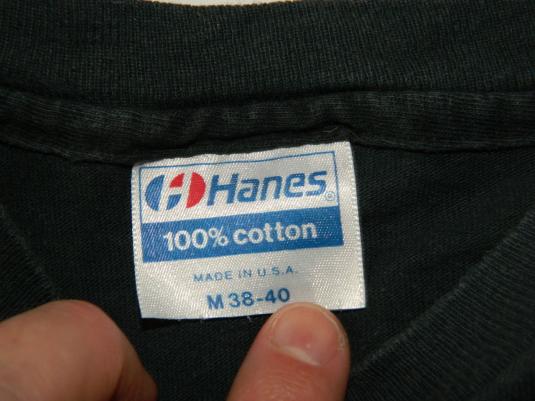 Hanes®
100% cotton
MADE IN U.S.A.
M 38-40